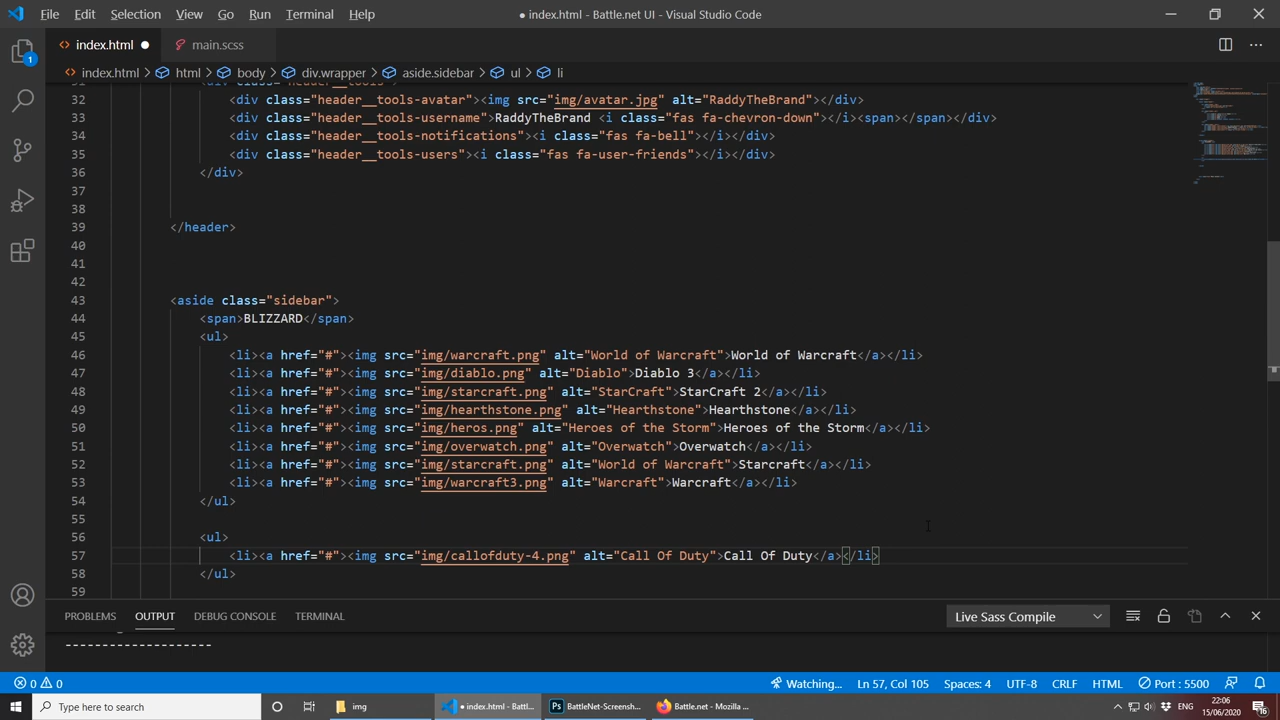 File Edit Selection View Go Run Terminal Help ● index.html - Battle.net UI - Visual Studio Code
index.html ● main.scss
index.html > html > body > div.wrapper > aside.sidebar > ul > li
32 <div class="header__tools-avatar"><img src="img/avatar.jpg" alt="RaddyTheBrand"></div>
33 <div class="header__tools-username">RaddyTheBrand <i class="fas fa-chevron-down"></i><span></span></div>
34 <div class="header__tools-notifications"><i class="fas fa-bell"></i></div>
35 <div class="header__tools-users"><i class="fas fa-user-friends"></i></div>
36 </div>
37
38
39 </header>
40
41
42
43 <aside class="sidebar">
44 <span>BLIZZARD</span>
45 <ul>
46 <li><a href="#"><img src="img/warcraft.png" alt="World of Warcraft">World of Warcraft</a></li>
47 <li><a href="#"><img src="img/diablo.png" alt="Diablo">Diablo 3</a></li>
48 <li><a href="#"><img src="img/starcraft.png" alt="StarCraft">StarCraft 2</a></li>
49 <li><a href="#"><img src="img/hearthstone.png" alt="Hearthstone">Hearthstone</a></li>
50 <li><a href="#"><img src="img/heros.png" alt="Heroes of the Storm">Heroes of the Storm</a></li>
51 <li><a href="#"><img src="img/overwatch.png" alt="Overwatch">Overwatch</a></li>
52 <li><a href="#"><img src="img/starcraft.png" alt="World of Warcraft">Starcraft</a></li>
53 <li><a href="#"><img src="img/warcraft3.png" alt="Warcraft">Warcraft</a></li>
54 </ul>
55
56 <ul>
57 <li><a href="#"><img src="img/callofduty-4.png" alt="Call Of Duty">Call Of Duty</a></li>
58 </ul>
59
PROBLEMS OUTPUT DEBUG CONSOLE TERMINAL Live Sass Compile
--------------------
0 0 Watching... Ln 57, Col 105 Spaces: 4 UTF-8 CRLF HTML Port : 5500
Type here to search img ● index.html - Battl... BattleNet-Screensh... Battle.net - Mozilla ... ENG 22:06
15/06/2020 16